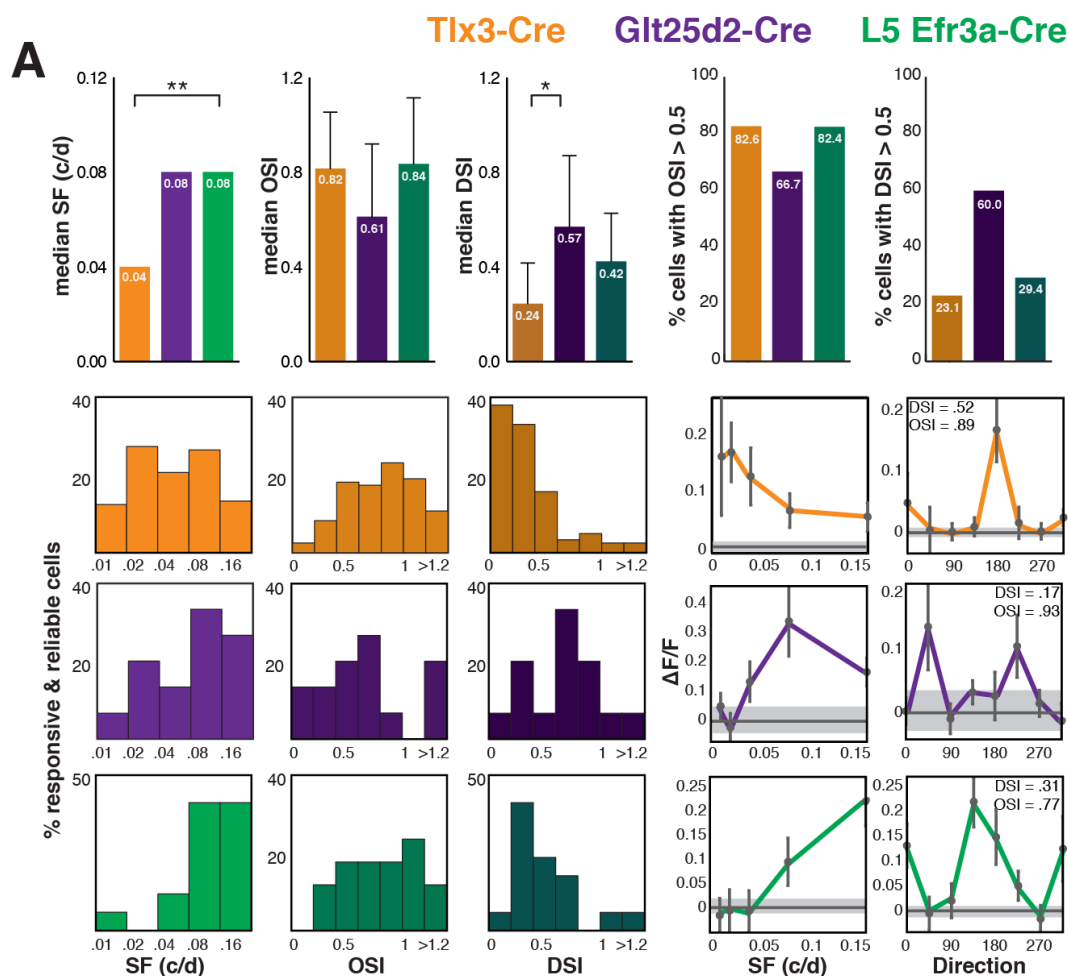 Tlx3-Cre Glt25d2-Cre L5 Efr3a-Cre
A
median SF (c/d)
0.12
0.08
0.04
0.00
**
0.04
0.08
0.08
median OSI
1.2
0.8
0.4
0.0
0.82
0.61
0.84
median DSI
1.2
0.8
0.4
0.0
*
0.24
0.57
0.42
% cells with OSI > 0.5
100
80
60
40
20
0
82.6
66.7
82.4
% cells with DSI > 0.5
100
80
60
40
20
0
23.1
60.0
29.4
% responsive & reliable cells
40
20
.01 .02 .04 .08 .16
40
20
0 0.5 1 >1.2
40
20
0 0.5 1 >1.2
0.2
0.1
0
0 0.05 0.1 0.15
0.2
0.1
0
DSI = .52
OSI = .89
0 90 180 270
40
20
.01 .02 .04 .08 .16
40
20
0 0.5 1 >1.2
40
20
0 0.5 1 >1.2
ΔF/F
0.4
0.3
0.2
0.1
0
0 0.05 0.1 0.15
0.2
0.1
0
DSI = .17
OSI = .93
0 90 180 270
50
.01 .02 .04 .08 .16
SF (c/d)
40
20
0 0.5 1 >1.2
OSI
50
0 0.5 1 >1.2
DSI
0.25
0.2
0.15
0.1
0.05
0
0 0.05 0.1 0.15
SF (c/d)
0.25
0.2
0.15
0.1
0.05
0
DSI = .31
OSI = .77
0 90 180 270
Direction